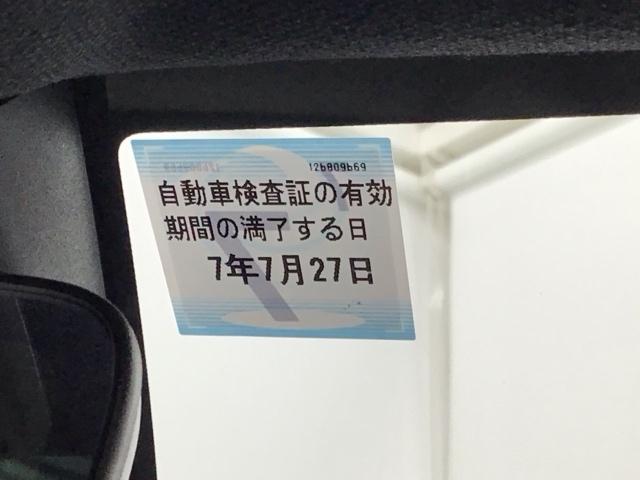 12b809b69
自動車検査証の有効
期間の満了する日
7年7月27日